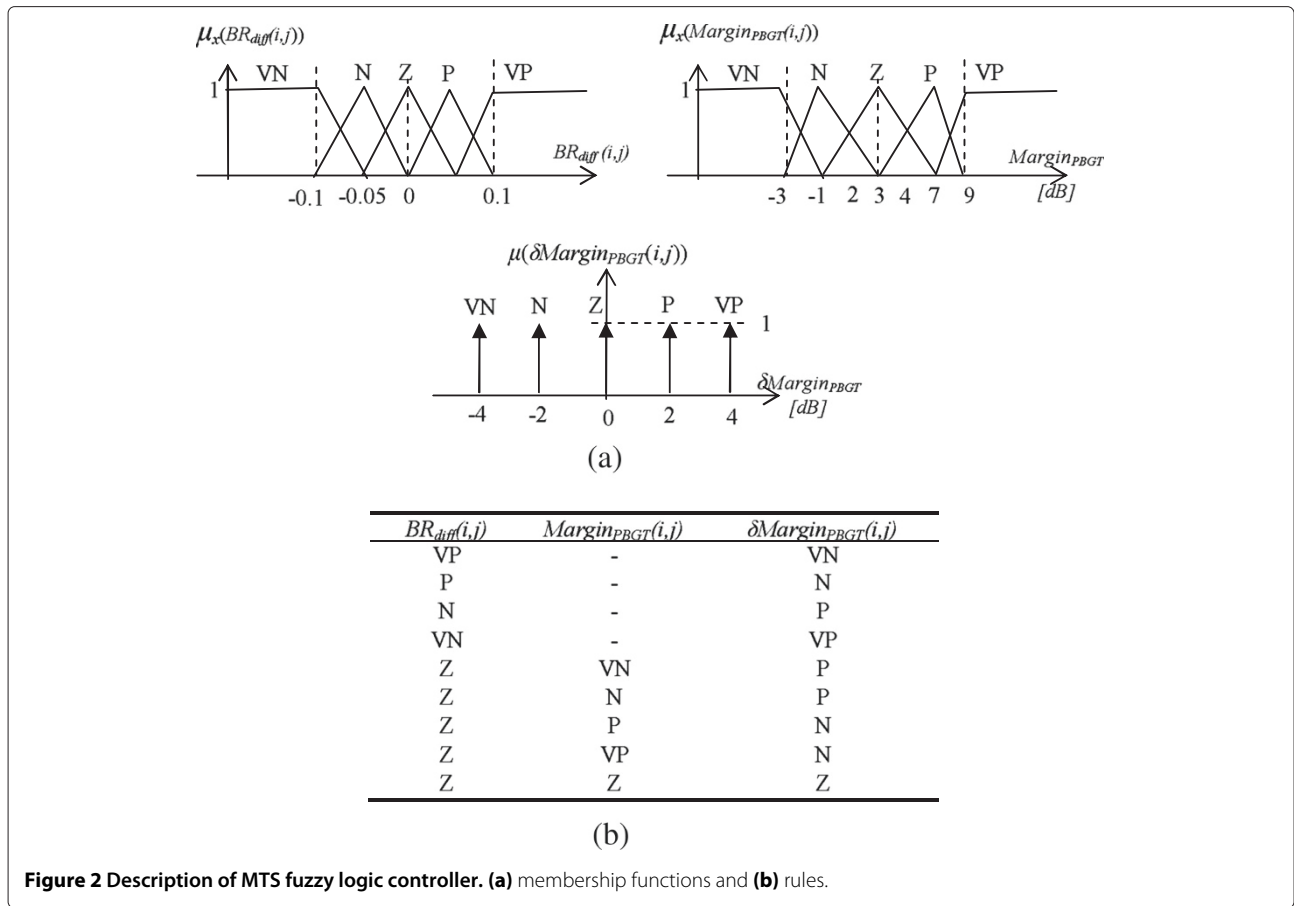 μx(BRdiff(i,j))
VN N Z P VP
1
BRdiff(i,j)
-0.1 -0.05 0 0.1
μx(MarginPBGT(i,j))
VN N Z P VP
1
MarginPBGT
-3 -1 2 3 4 7 9 [dB]
μ(δMarginPBGT(i,j))
VN N Z P VP
1
δMarginPBGT
-4 -2 0 2 4 [dB]
(a)
BRdiff(i,j) MarginPBGT(i,j) δMarginPBGT(i,j)
VP - VN
P - N
N - P
VN - VP
Z VN P
Z N P
Z P N
Z VP N
Z Z Z
(b)
Figure 2 Description of MTS fuzzy logic controller. (a) membership functions and (b) rules.